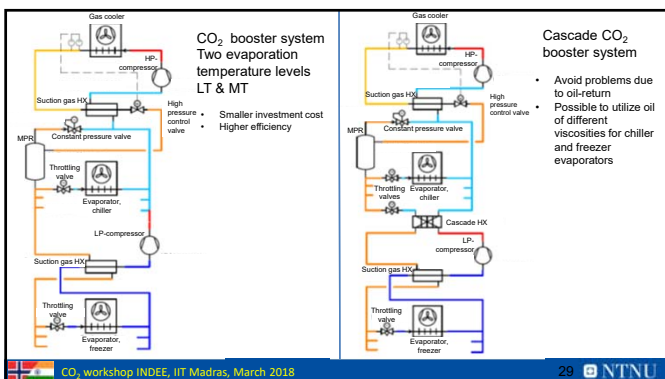 Gas cooler
CO₂ booster system
Two evaporation
temperature levels
LT & MT
HP-
compressor
Suction gas HX
High
pressure
control
valve
• Smaller investment cost
• Higher efficiency
MPR
Constant pressure valve
Throttling
valve
Evaporator,
chiller
LP-compressor
Suction gas HX
Throttling
valve
Evaporator,
freezer
Gas cooler
Cascade CO₂
booster system
HP-
compressor
• Avoid problems due
to oil-return
• Possible to utilize oil
of different
viscosities for chiller
and freezer
evaporators
Suction gas HX
High
pressure
control valve
MPR
Constant pressure valve
Throttling
valves
Evaporator,
chiller
Cascade HX
LP-
compressor
Suction gas HX
Throttling
valve
Evaporator,
freezer
CO₂ workshop INDEE, IIT Madras, March 2018
29 NTNU